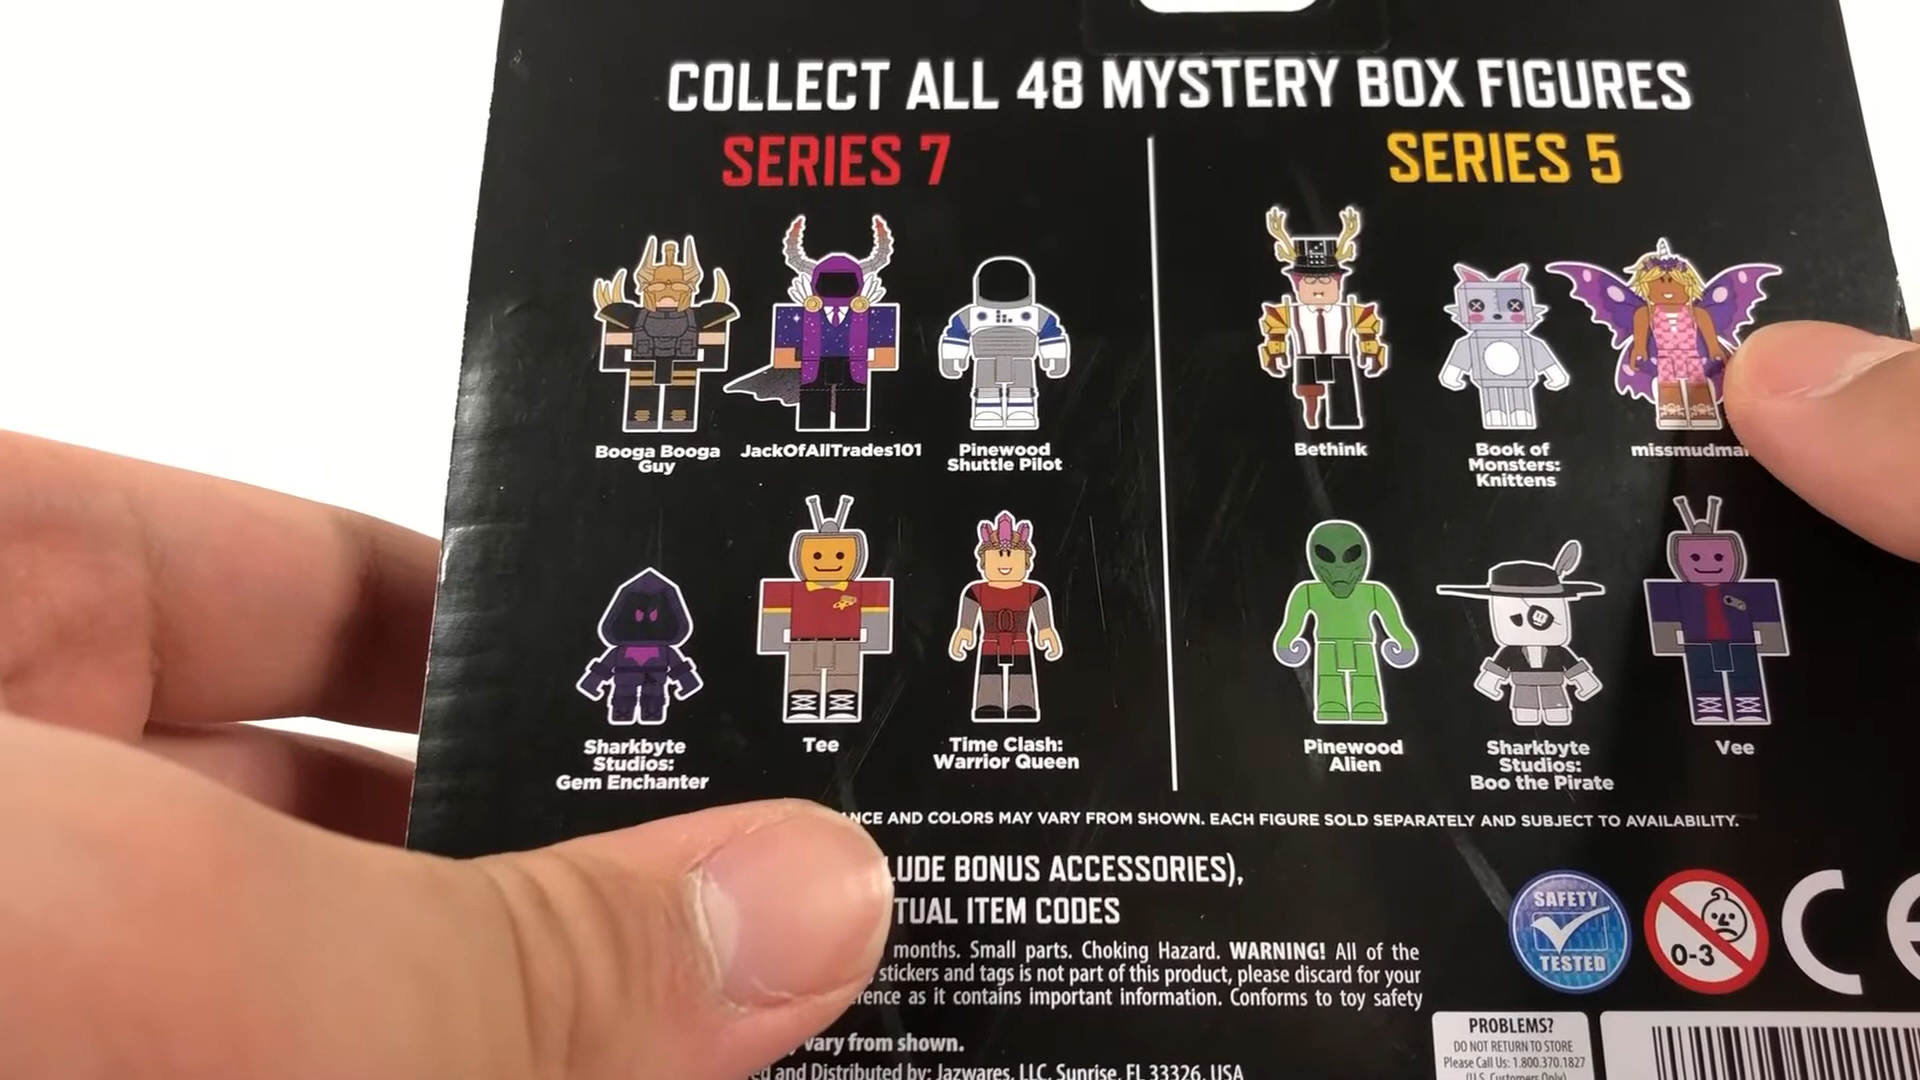 COLLECT ALL 48 MYSTERY BOX FIGURES
SERIES 7
SERIES 5
Booga Booga
Guy
JackOfAllTrades101
Pinewood
Shuttle Pilot
Bethink
Book of
Monsters:
Knittens
missmudma
Sharkbyte
Studios:
Gem Enchanter
Tee
Time Clash:
Warrior Queen
Pinewood
Alien
Sharkbyte
Studios:
Boo the Pirate
Vee
NCE AND COLORS MAY VARY FROM SHOWN. EACH FIGURE SOLD SEPARATELY AND SUBJECT TO AVAILABILITY.
LUDE BONUS ACCESSORIES),
TUAL ITEM CODES
months. Small parts. Choking Hazard. WARNING! All of the
, stickers and tags is not part of this product, please discard for your
rence as it contains important information. Conforms to toy safety
vary from shown.
ed and Distributed by: Jazwares, LLC, Sunrise, FL 33326, USA
SAFETY
TESTED
0-3
CE
PROBLEMS?
DO NOT RETURN TO STORE
Please Call Us: 1.800.370.1827
(U.S. Customers Only)